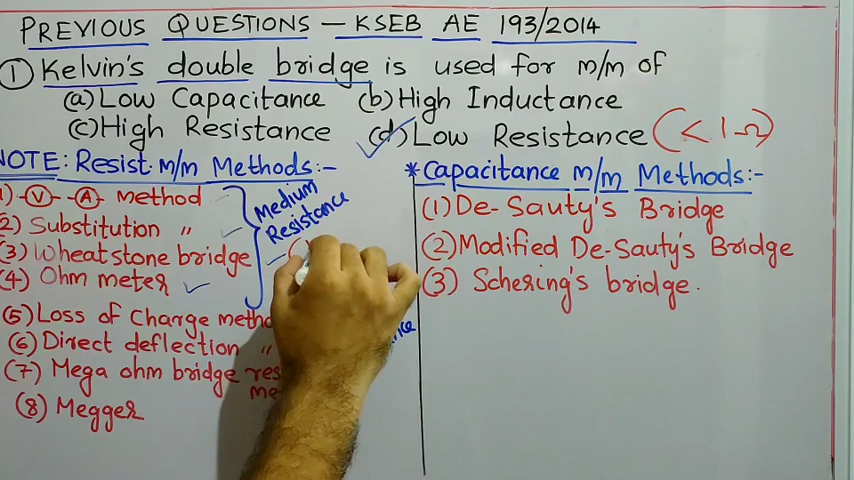 PREVIOUS QUESTIONS - KSEB AE 193/2014
① Kelvin's double bridge is used for m/m of
(a) Low Capacitance (b) High Inductance
(c) High Resistance (d) Low Resistance (< 1 Ω)
NOTE: Resist. m/m Methods:-
1) -Ⓥ- -Ⓐ- method
2) Substitution "
(3) Wheatstone bridge
(4) Ohm meter
Medium
Resistance
(5) Loss of Charge
(6) Direct deflection "
(7) Mega ohm bridge
(8) Megger
* Capacitance m/m Methods:-
(1) De-Sauty's Bridge
(2) Modified De-Sauty's Bridge
(3) Schering's bridge.